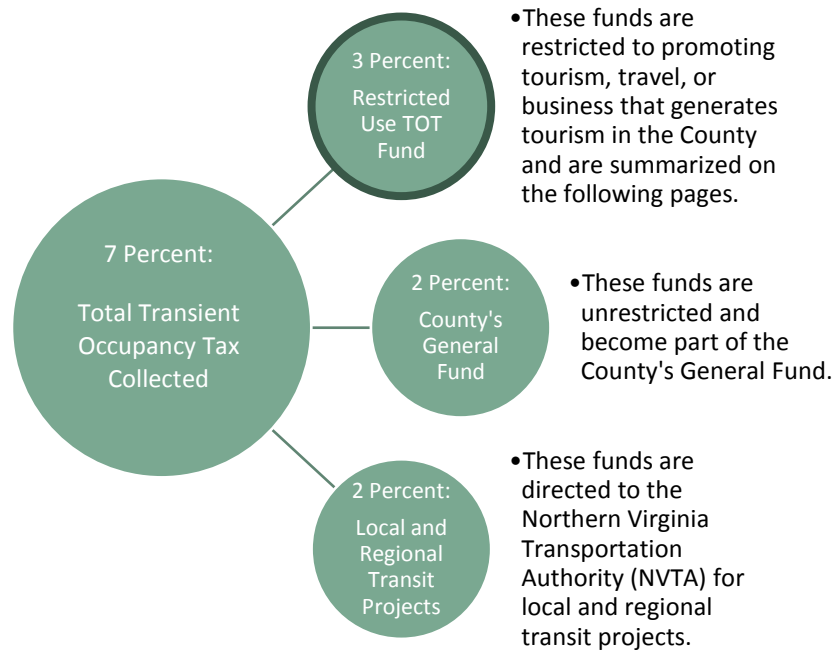 7 Percent:
Total Transient
Occupancy Tax
Collected
3 Percent:
Restricted
Use TOT
Fund
•These funds are
restricted to promoting
tourism, travel, or
business that generates
tourism in the County
and are summarized on
the following pages.
2 Percent:
County's
General
Fund
•These funds are
unrestricted and
become part of the
County's General Fund.
2 Percent:
Local and
Regional
Transit
Projects
•These funds are
directed to the
Northern Virginia
Transportation
Authority (NVTA) for
local and regional
transit projects.